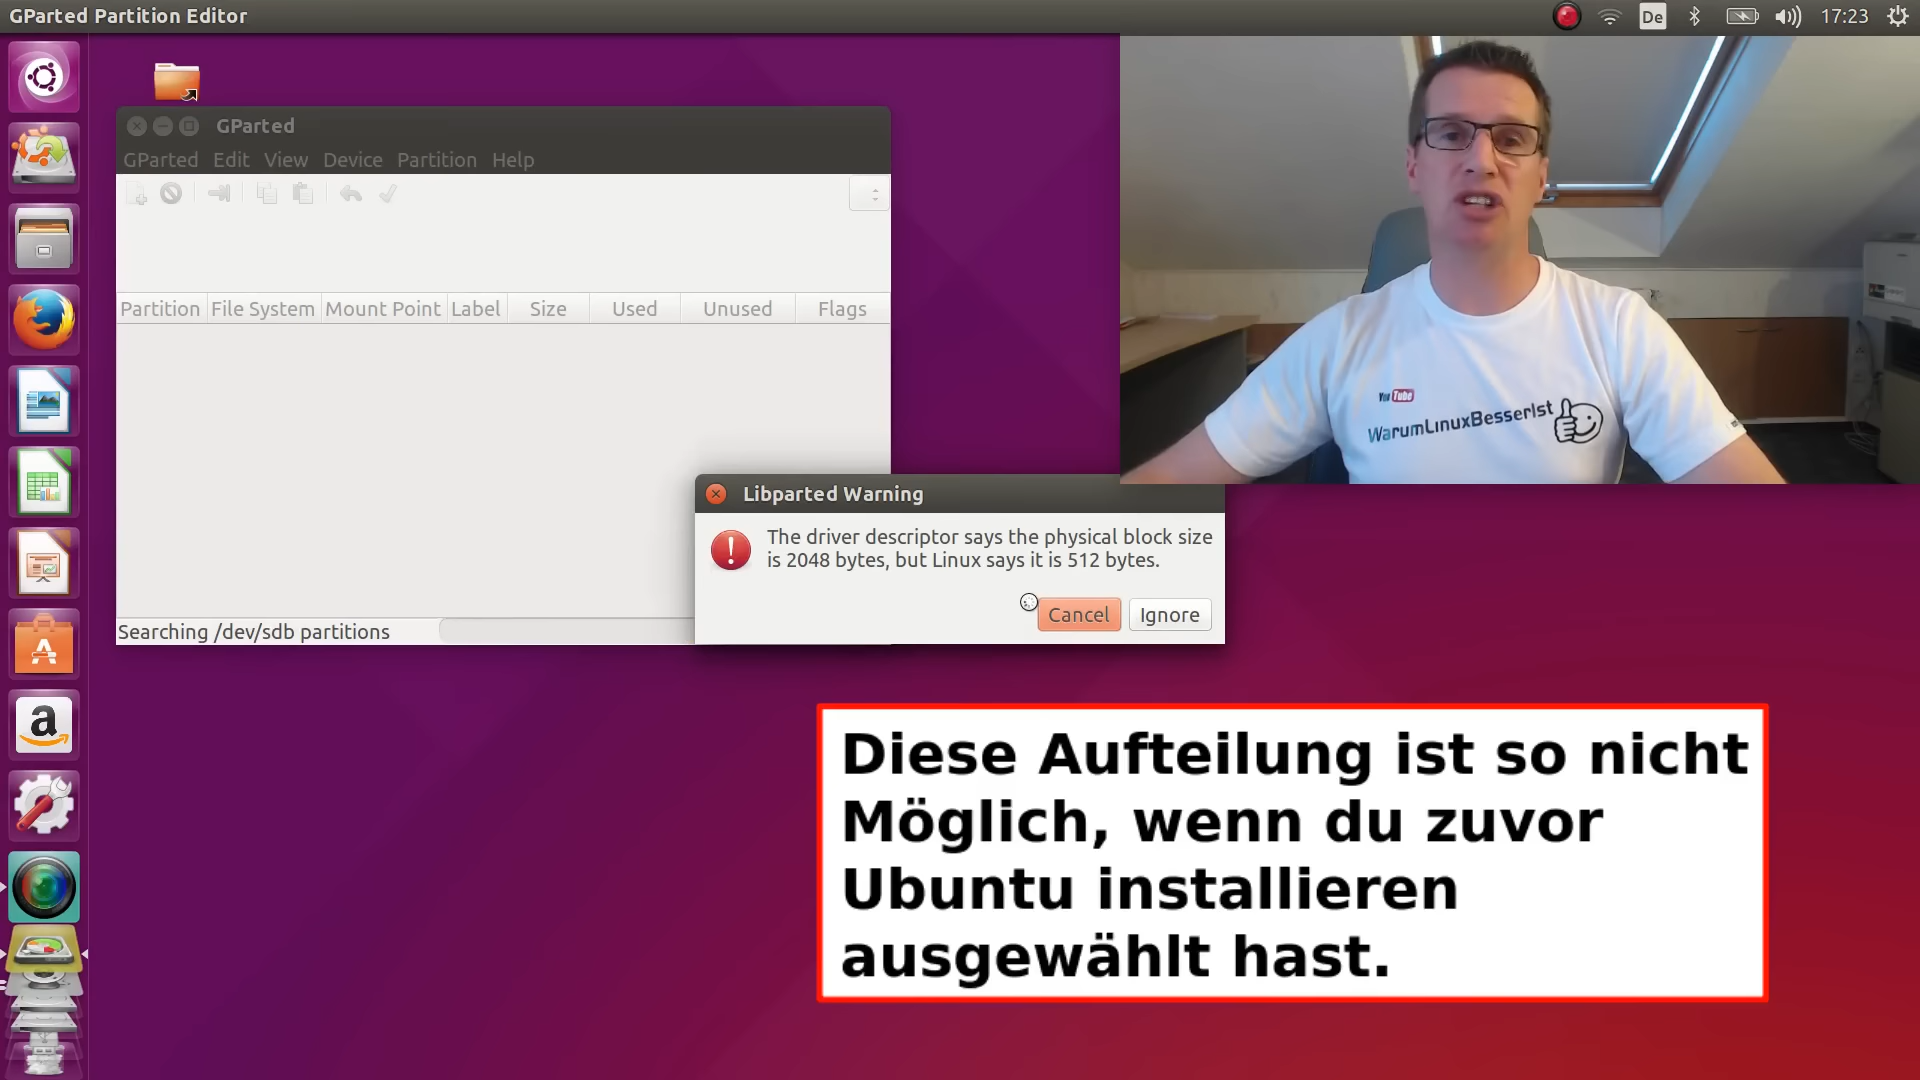 GParted Partition Editor
De
17:23
GParted
GParted Edit View Device Partition Help
Partition File System Mount Point Label Size Used Unused Flags
Searching /dev/sdb partitions
Libparted Warning
The driver descriptor says the physical block size
is 2048 bytes, but Linux says it is 512 bytes.
Cancel Ignore
You Tube
WarumLinuxBesserIst
Diese Aufteilung ist so nicht
Möglich, wenn du zuvor
Ubuntu installieren
ausgewählt hast.